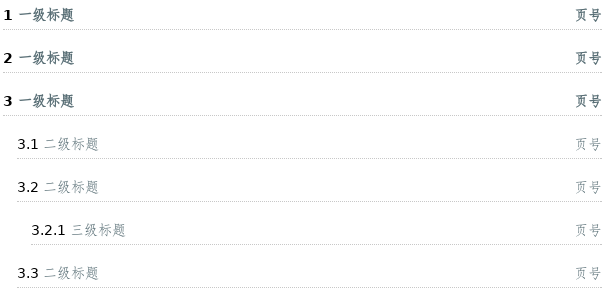 1 一级标题 页号
2 一级标题 页号
3 一级标题 页号
3.1 二级标题 页号
3.2 二级标题 页号
3.2.1 三级标题 页号
3.3 二级标题 页号